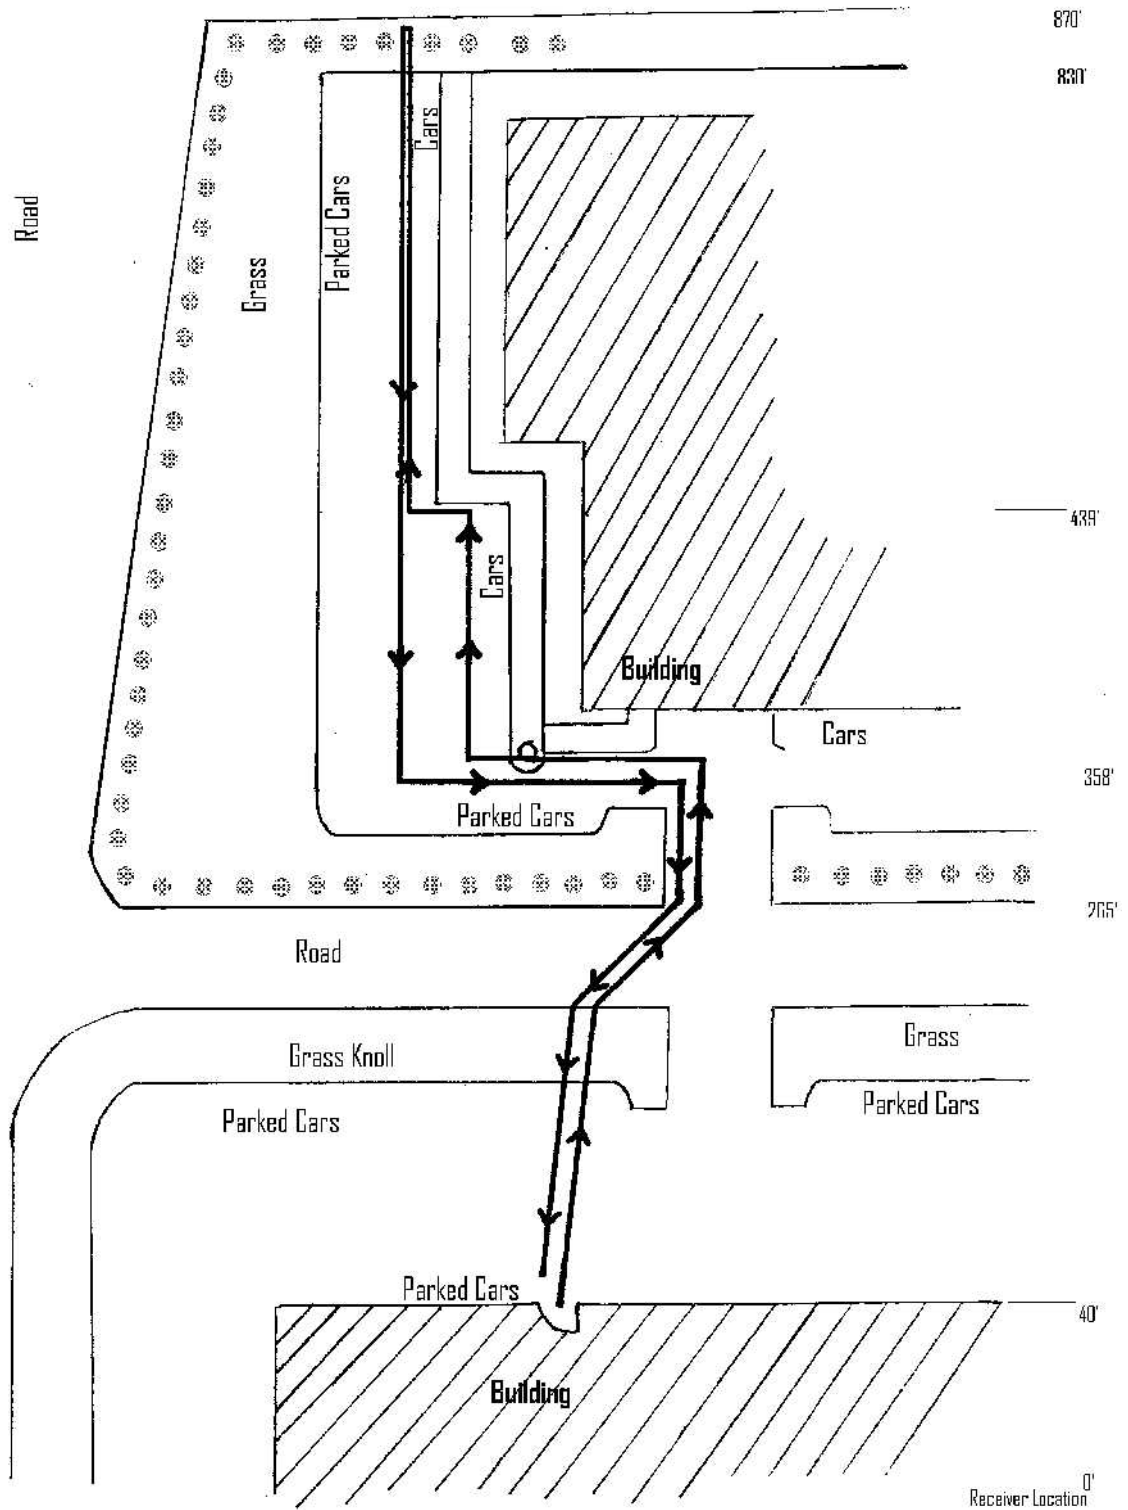 870'
830'
Cars
Parked Cars
Road
Grass
439'
Cars
Building
Cars
358'
Parked Cars
265'
Road
Grass
Grass Knoll
Parked Cars
Parked Cars
Parked Cars
40'
Building
0'
Receiver Location